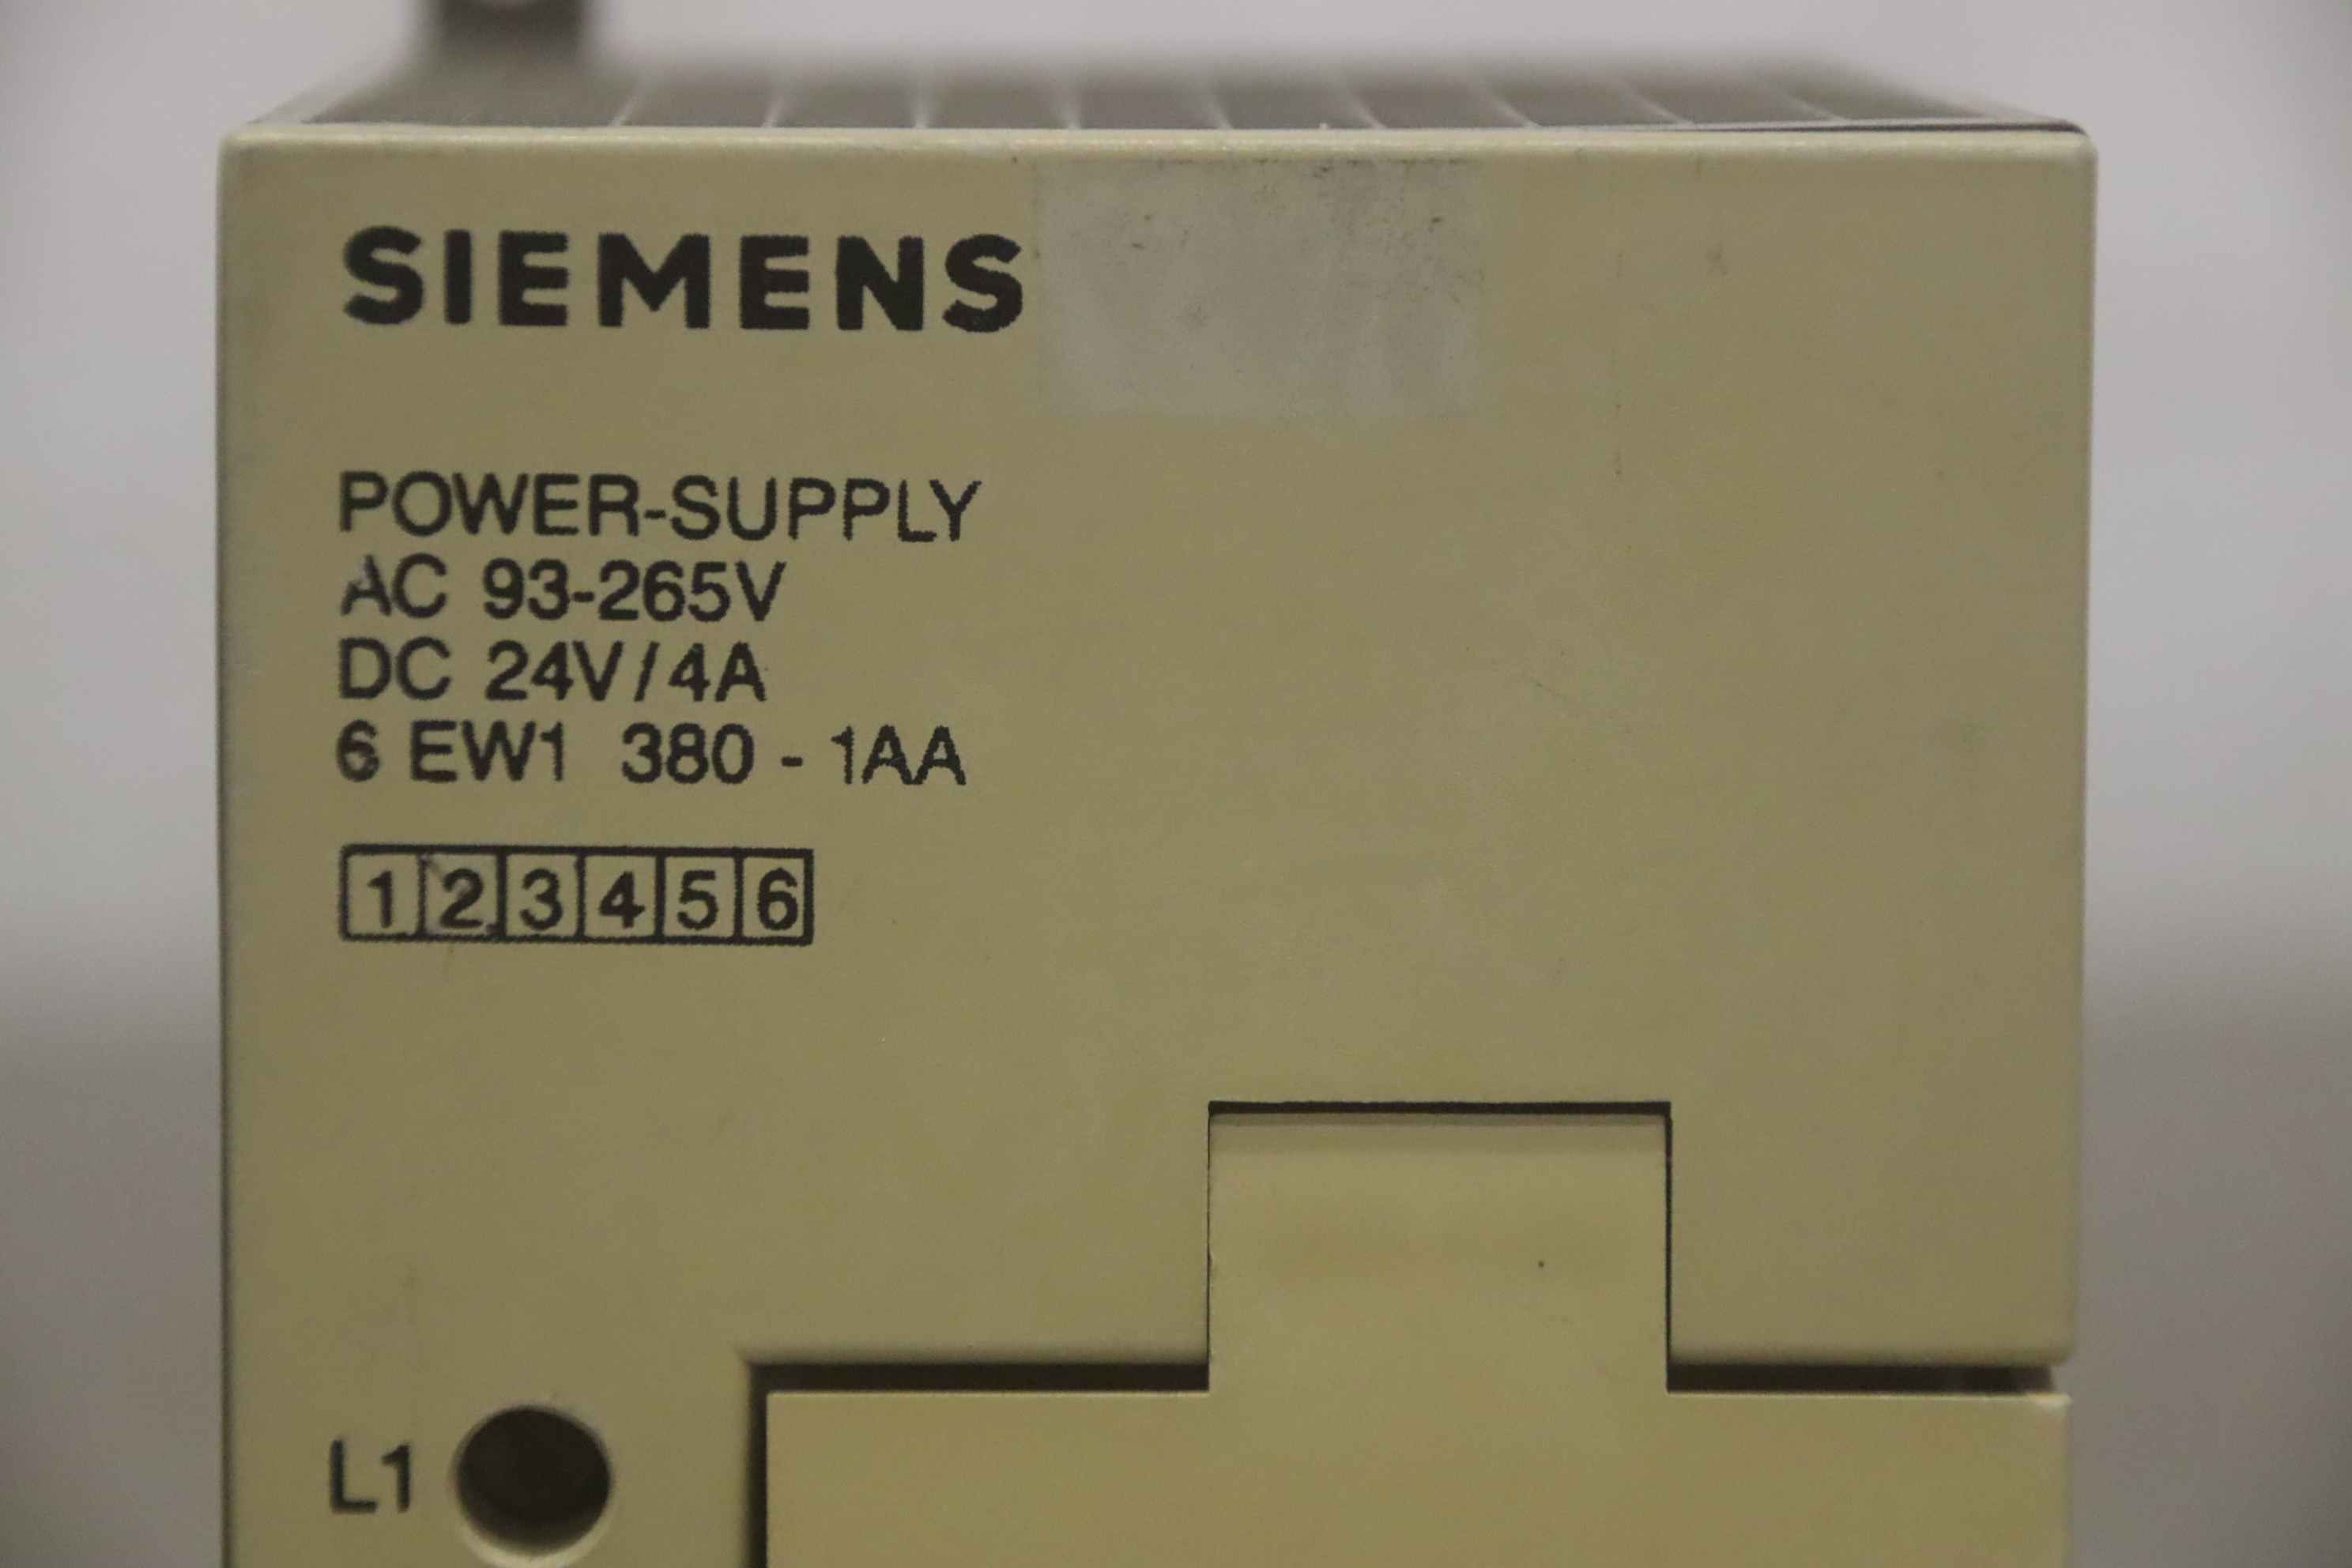 SIEMENS
POWER-SUPPLY
AC 93-265V
DC 24V/4A
6 EW1 380 - 1AA
1 2 3 4 5 6
L1